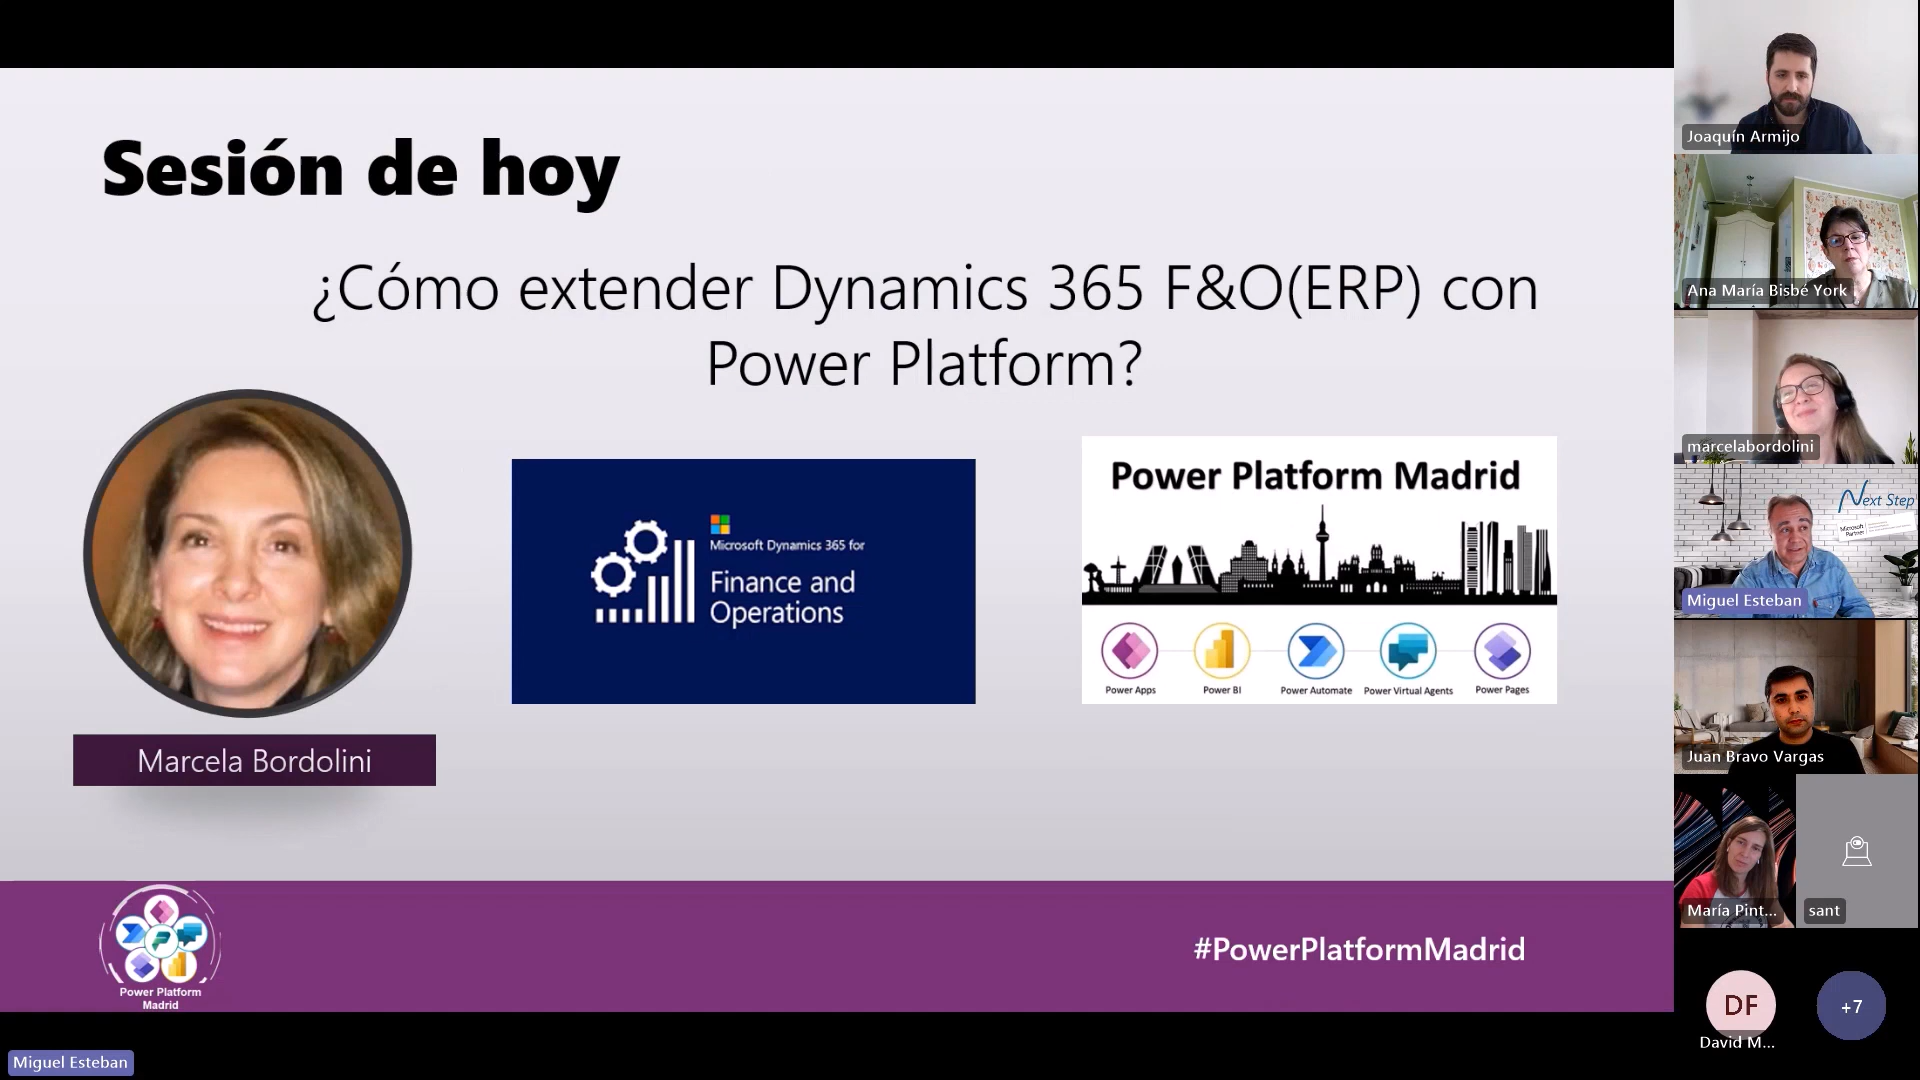 Sesión de hoy
¿Cómo extender Dynamics 365 F&O(ERP) con
Power Platform?
Marcela Bordolini
Microsoft Dynamics 365 for
Finance and
Operations
Power Platform Madrid
Power Apps
Power BI
Power Automate
Power Virtual Agents
Power Pages
Power Platform
Madrid
#PowerPlatformMadrid
Miguel Esteban
Joaquín Armijo
Ana María Bisbé York
marcelabordolini
Next Step
Microsoft
Partner
Miguel Esteban
Juan Bravo Vargas
María Pint...
sant
DF
David M...
+7